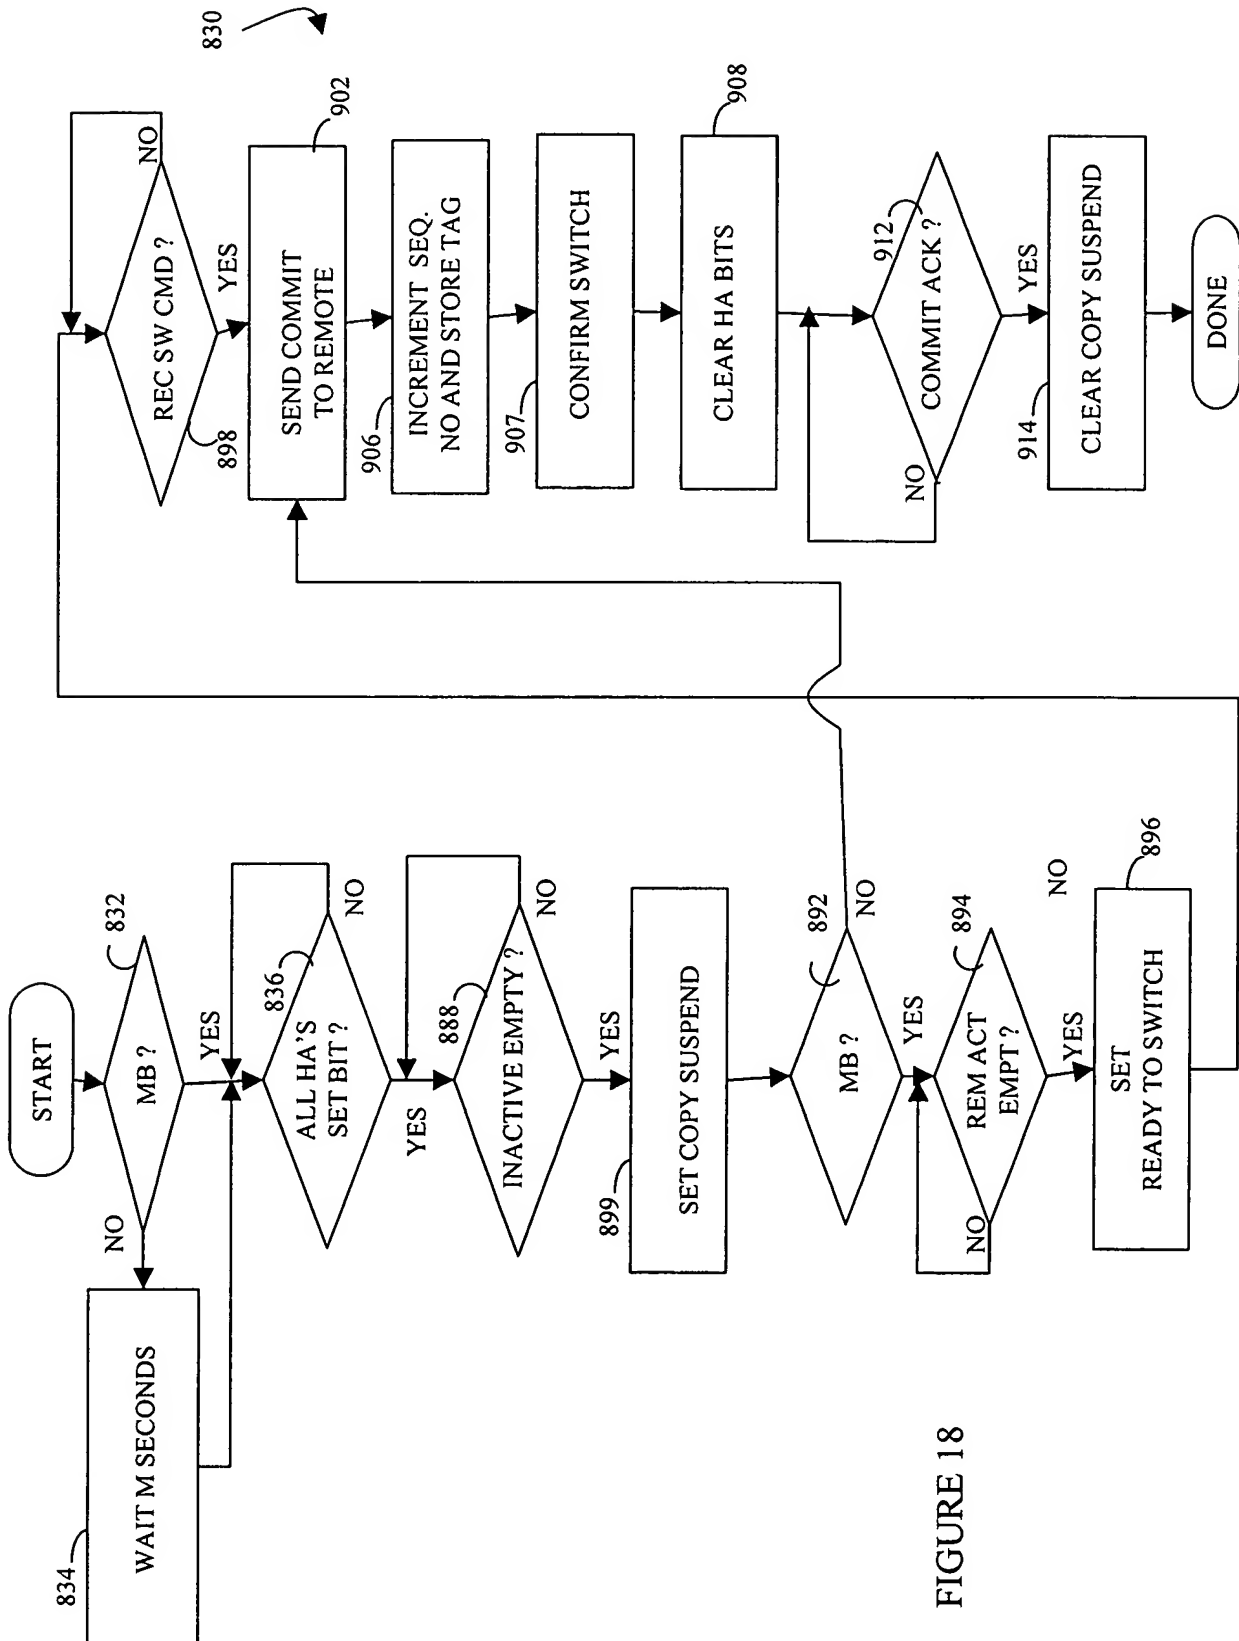 START
832
MB ?
NO
YES
834
WAIT M SECONDS
836
ALL HA'S
SET BIT ?
NO
YES
888
INACTIVE EMPTY ?
NO
YES
899
SET COPY SUSPEND
892
MB ?
NO
YES
894
REM ACT
EMPT ?
NO
YES
NO
896
SET
READY TO SWITCH
830
REC SW CMD ?
NO
898
YES
902
SEND COMMIT
TO REMOTE
906
INCREMENT SEQ.
NO AND STORE TAG
907
CONFIRM SWITCH
908
CLEAR HA BITS
912
COMMIT ACK ?
NO
YES
914
CLEAR COPY SUSPEND
DONE
FIGURE 18